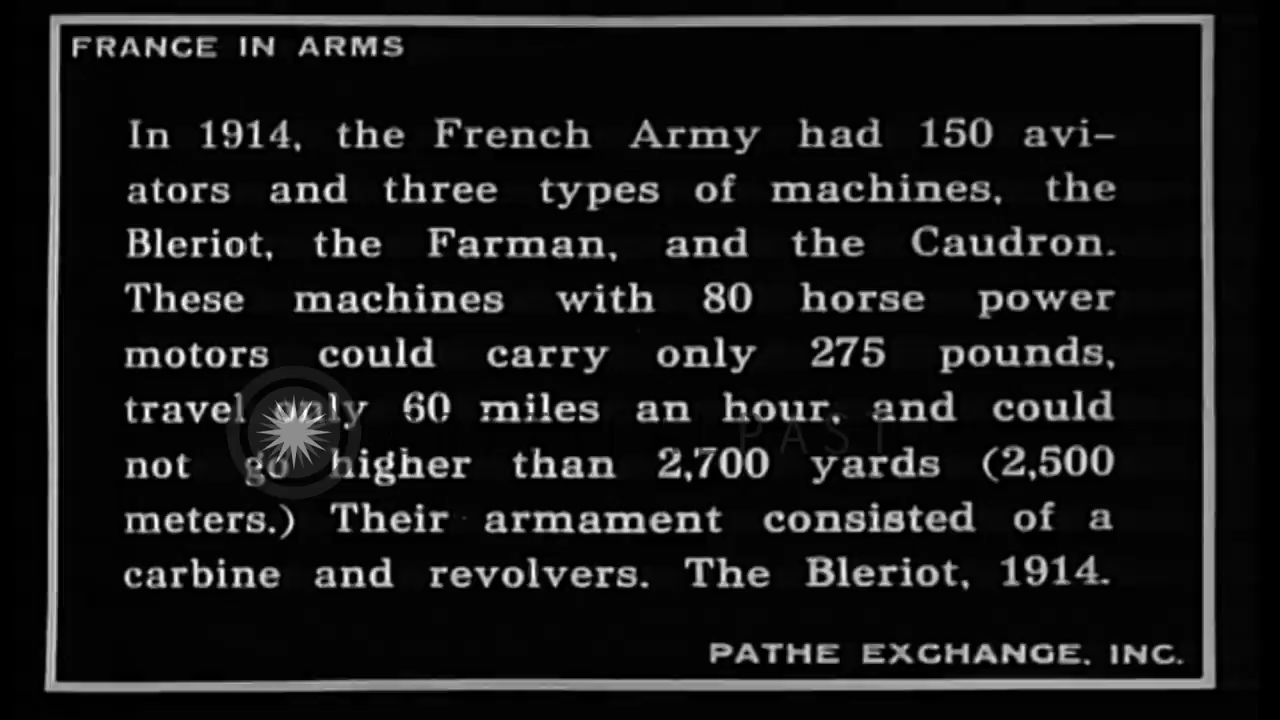 FRANCE IN ARMS
In 1914, the French Army had 150 avi-
ators and three types of machines, the
Bleriot, the Farman, and the Caudron.
These machines with 80 horse power
motors could carry only 275 pounds,
travel only 60 miles an hour, and could
not go higher than 2,700 yards (2,500
meters.) Their armament consisted of a
carbine and revolvers. The Bleriot, 1914.
PATHE EXCHANGE, INC.
PAST